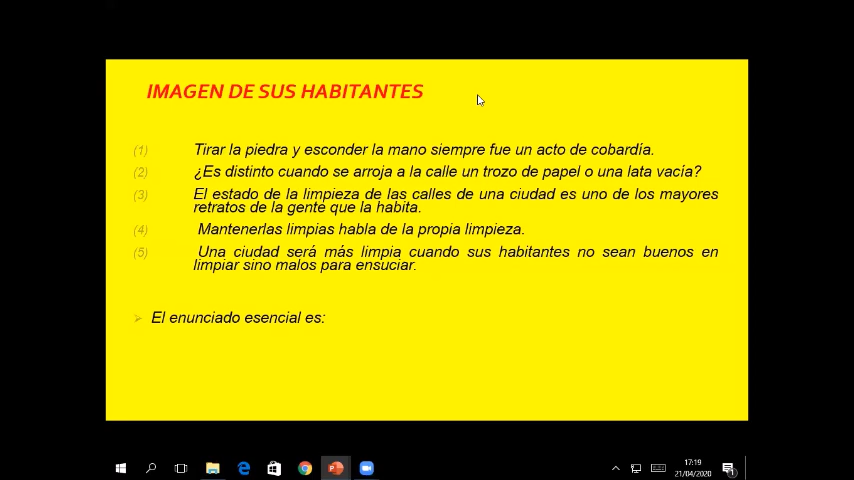 IMAGEN DE SUS HABITANTES
(1) Tirar la piedra y esconder la mano siempre fue un acto de cobardía.
(2) ¿Es distinto cuando se arroja a la calle un trozo de papel o una lata vacía?
(3) El estado de la limpieza de las calles de una ciudad es uno de los mayores
retratos de la gente que la habita.
(4) Mantenerlas limpias habla de la propia limpieza.
(5) Una ciudad será más limpia cuando sus habitantes no sean buenos en
limpiar sino malos para ensuciar.
El enunciado esencial es:
17:19
21/04/2020